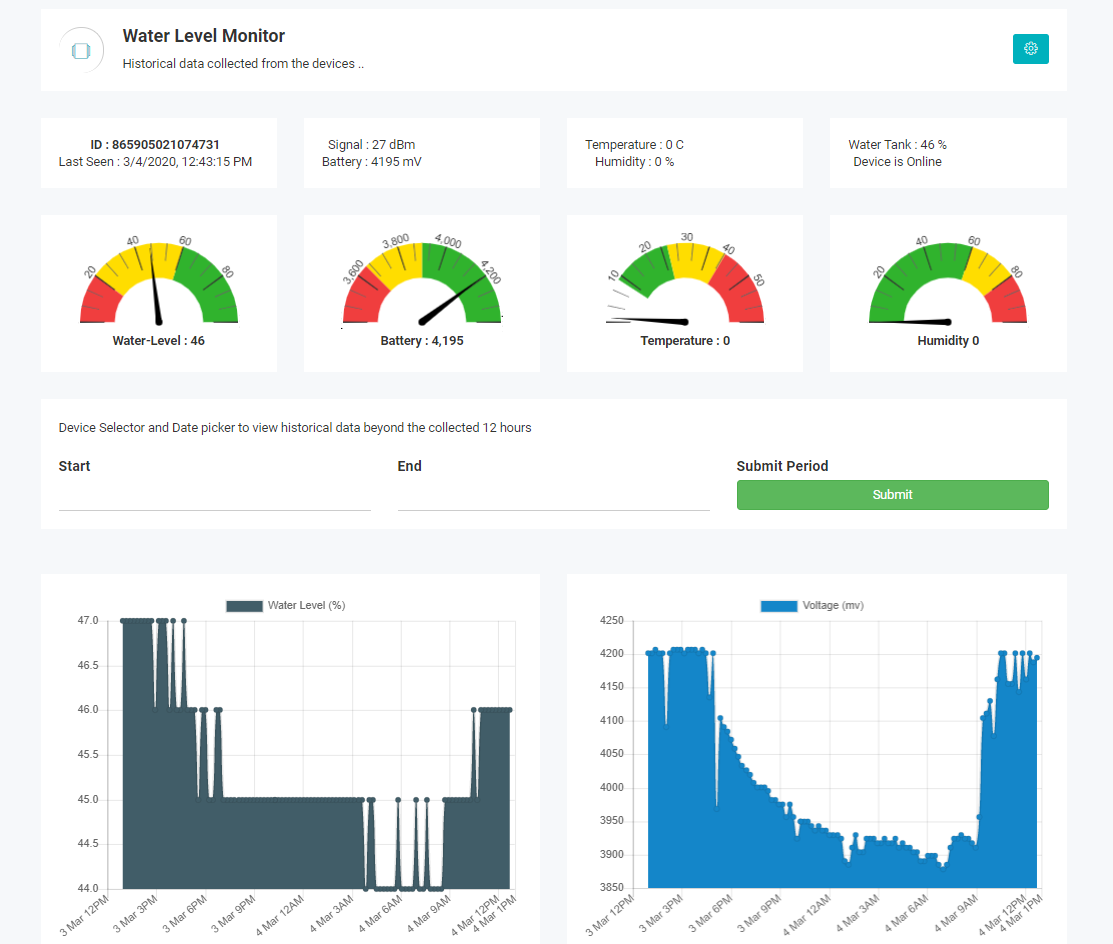 Water Level Monitor
Historical data collected from the devices ..
ID : 865905021074731
Last Seen : 3/4/2020, 12:43:15 PM
Signal : 27 dBm
Battery : 4195 mV
Temperature : 0 C
Humidity : 0 %
Water Tank : 46 %
Device is Online
20 40 60 80
Water-Level : 46
3,600 3,800 4,000 4,200
Battery : 4,195
10 20 30 40 50
Temperature : 0
20 40 60 80
Humidity 0
Device Selector and Date picker to view historical data beyond the collected 12 hours
Start
End
Submit Period
Submit
Water Level (%)
47.0
46.5
46.0
45.5
45.0
44.5
44.0
3 Mar 12PM 3 Mar 3PM 3 Mar 6PM 3 Mar 9PM 4 Mar 12AM 4 Mar 3AM 4 Mar 6AM 4 Mar 9AM 4 Mar 12PM 4 Mar 1PM
Voltage (mv)
4250
4200
4150
4100
4050
4000
3950
3900
3850
3 Mar 12PM 3 Mar 3PM 3 Mar 6PM 3 Mar 9PM 4 Mar 12AM 4 Mar 3AM 4 Mar 6AM 4 Mar 9AM 4 Mar 12PM 4 Mar 1PM